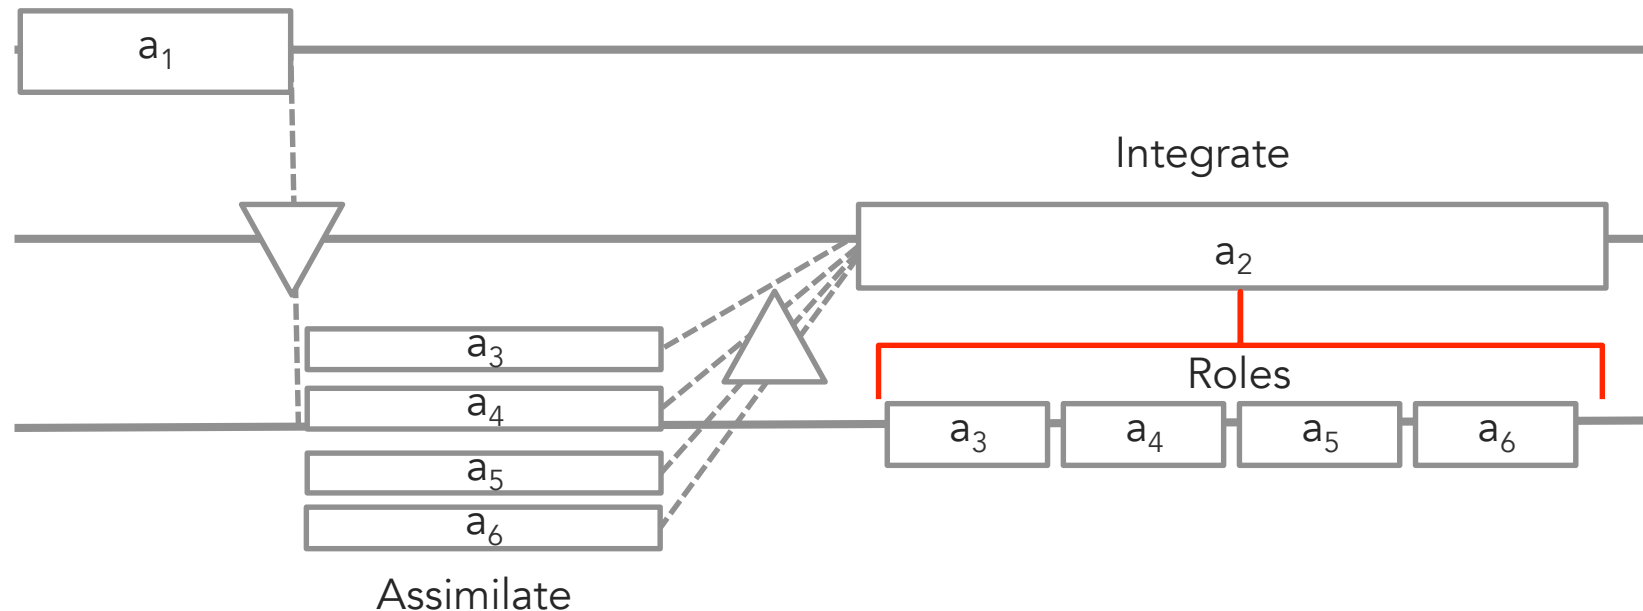 a₁
Integrate
a₂
a₃
a₄
a₅
a₆
Assimilate
Roles
a₃ a₄ a₅ a₆